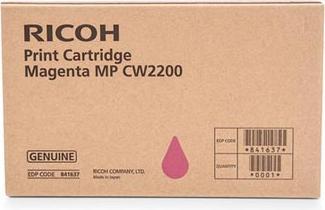 RICOH
Print Cartridge
Magenta MP CW2200
GENUINE
EDP CODE 841637
RICOH COMPANY, LTD.
Made in Japan
EDP CODE
*841637*
*0001*